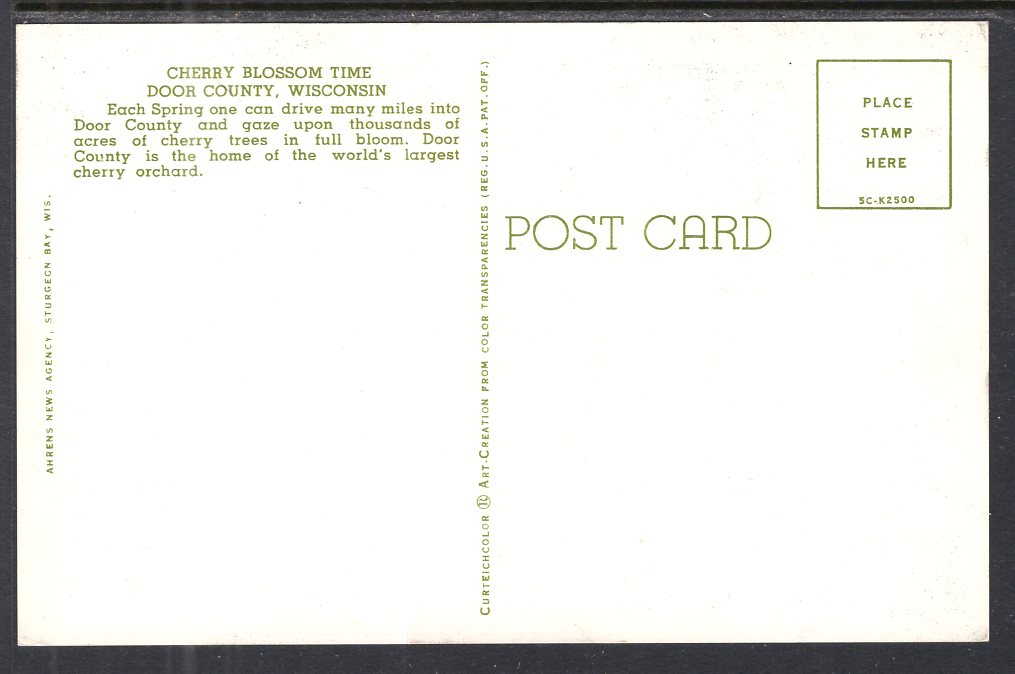 CHERRY BLOSSOM TIME
DOOR COUNTY, WISCONSIN
Each Spring one can drive many miles into
Door County and gaze upon thousands of
acres of cherry trees in full bloom. Door
County is the home of the world's largest
cherry orchard.
AHRENS NEWS AGENCY, STURGEON BAY, WIS.
CURTEICHCOLOR ® ART-CREATION FROM COLOR TRANSPARENCIES (REG. U.S.A. PAT. OFF.)
POST CARD
PLACE
STAMP
HERE
5C-K2500